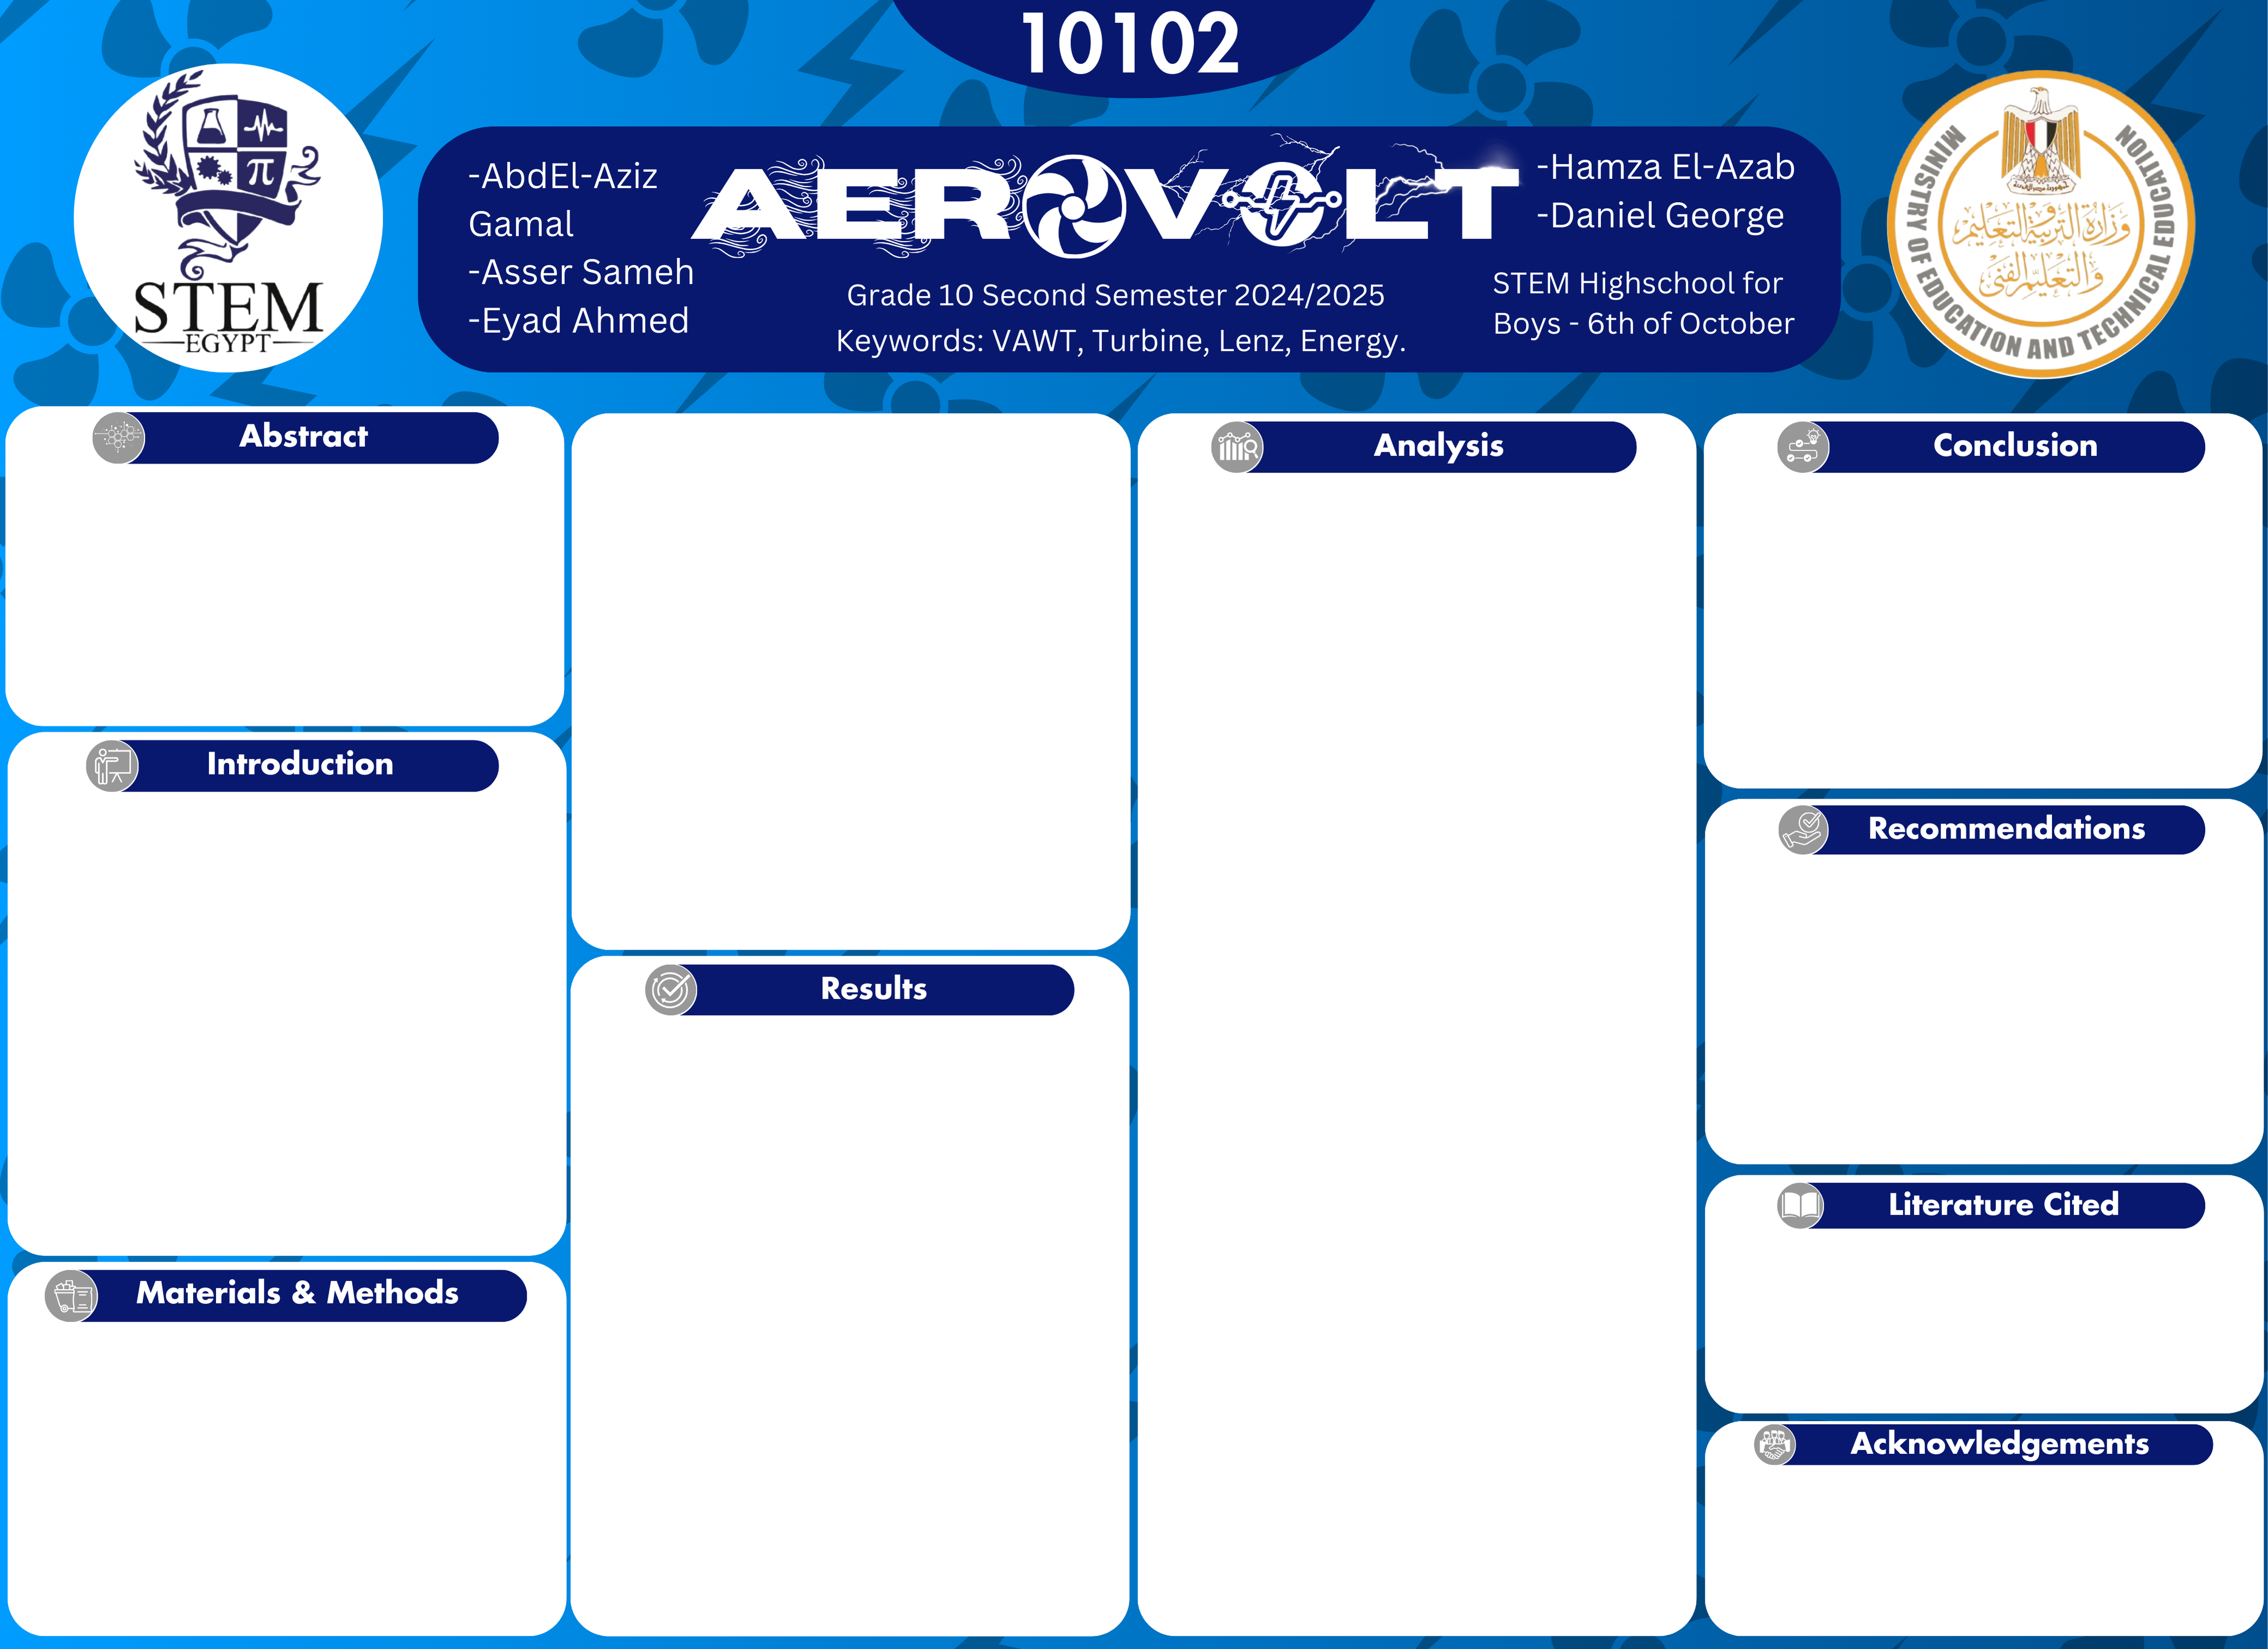 10102
STEM
EGYPT
-AbdEl-Aziz
Gamal
-Asser Sameh
-Eyad Ahmed
AEROVOLT
Grade 10 Second Semester 2024/2025
Keywords: VAWT, Turbine, Lenz, Energy.
-Hamza El-Azab
-Daniel George
STEM Highschool for
Boys - 6th of October
MINISTRY OF EDUCATION AND TECHNICAL EDUCATION
وزارة التربية والتعليم
والتعليم الفني
Abstract
Introduction
Materials & Methods
Results
Analysis
Conclusion
Recommendations
Literature Cited
Acknowledgements